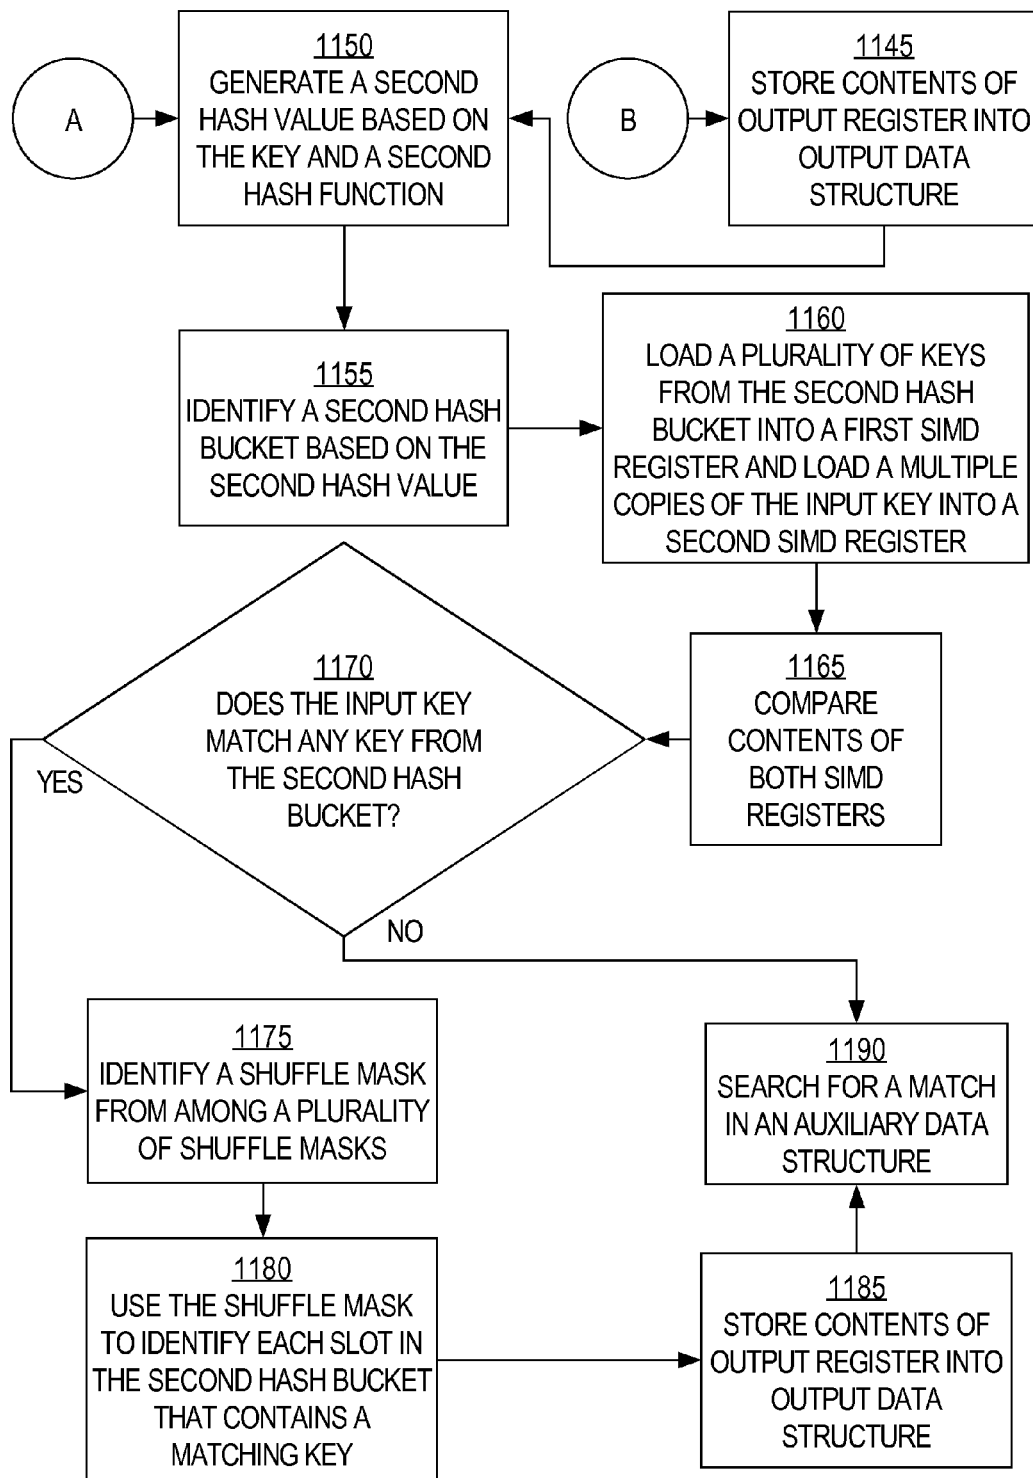 A
1150
GENERATE A SECOND
HASH VALUE BASED ON
THE KEY AND A SECOND
HASH FUNCTION
B
1145
STORE CONTENTS OF
OUTPUT REGISTER INTO
OUTPUT DATA
STRUCTURE
1155
IDENTIFY A SECOND HASH
BUCKET BASED ON THE
SECOND HASH VALUE
1160
LOAD A PLURALITY OF KEYS
FROM THE SECOND HASH
BUCKET INTO A FIRST SIMD
REGISTER AND LOAD A MULTIPLE
COPIES OF THE INPUT KEY INTO A
SECOND SIMD REGISTER
1165
COMPARE
CONTENTS OF
BOTH SIMD
REGISTERS
1170
DOES THE INPUT KEY
MATCH ANY KEY FROM
THE SECOND HASH
BUCKET?
YES
NO
1175
IDENTIFY A SHUFFLE MASK
FROM AMONG A PLURALITY
OF SHUFFLE MASKS
1180
USE THE SHUFFLE MASK
TO IDENTIFY EACH SLOT IN
THE SECOND HASH BUCKET
THAT CONTAINS A
MATCHING KEY
1185
STORE CONTENTS OF
OUTPUT REGISTER INTO
OUTPUT DATA
STRUCTURE
1190
SEARCH FOR A MATCH
IN AN AUXILIARY DATA
STRUCTURE